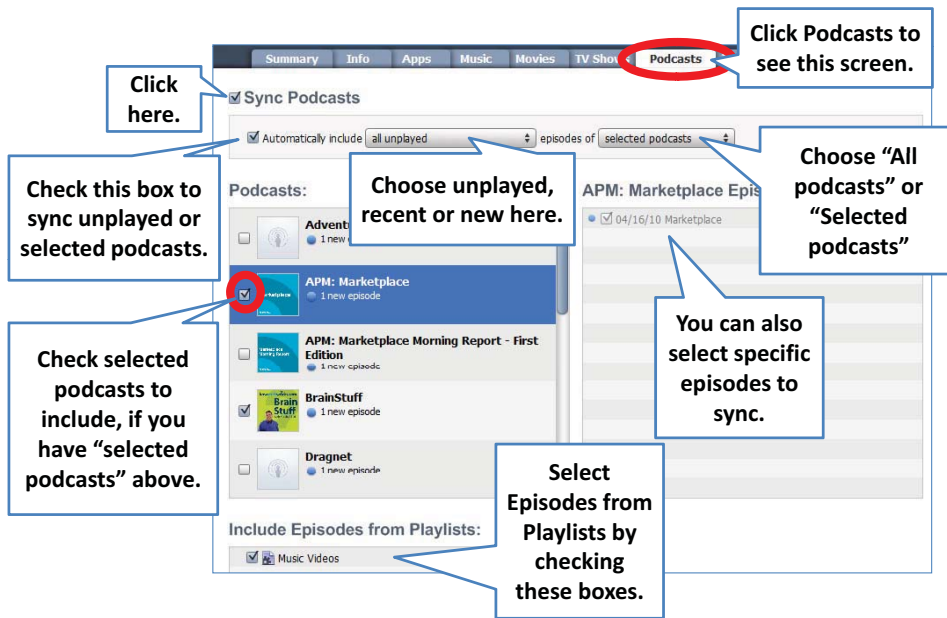 Click Podcasts to
see this screen.
Summary Info Apps Music Movies TV Shows Podcasts
Click
here.
Sync Podcasts
Automatically include all unplayed episodes of selected podcasts
Check this box to
sync unplayed or
selected podcasts.
Choose unplayed,
recent or new here.
Choose “All
podcasts” or
“Selected
podcasts”
Podcasts:
APM: Marketplace
1 new
04/16/10 Marketplace
APM: Marketplace
1 new episode
You can also
select specific
episodes to
sync.
Check selected
podcasts to
include, if you
have “selected
podcasts” above.
APM: Marketplace Morning Report - First
Edition
1 new episode
BrainStuff
1 new episode
Brain
Stuff
Dragnet
1 new episode
Select
Episodes from
Playlists by
checking
these boxes.
Include Episodes from Playlists:
Music Videos